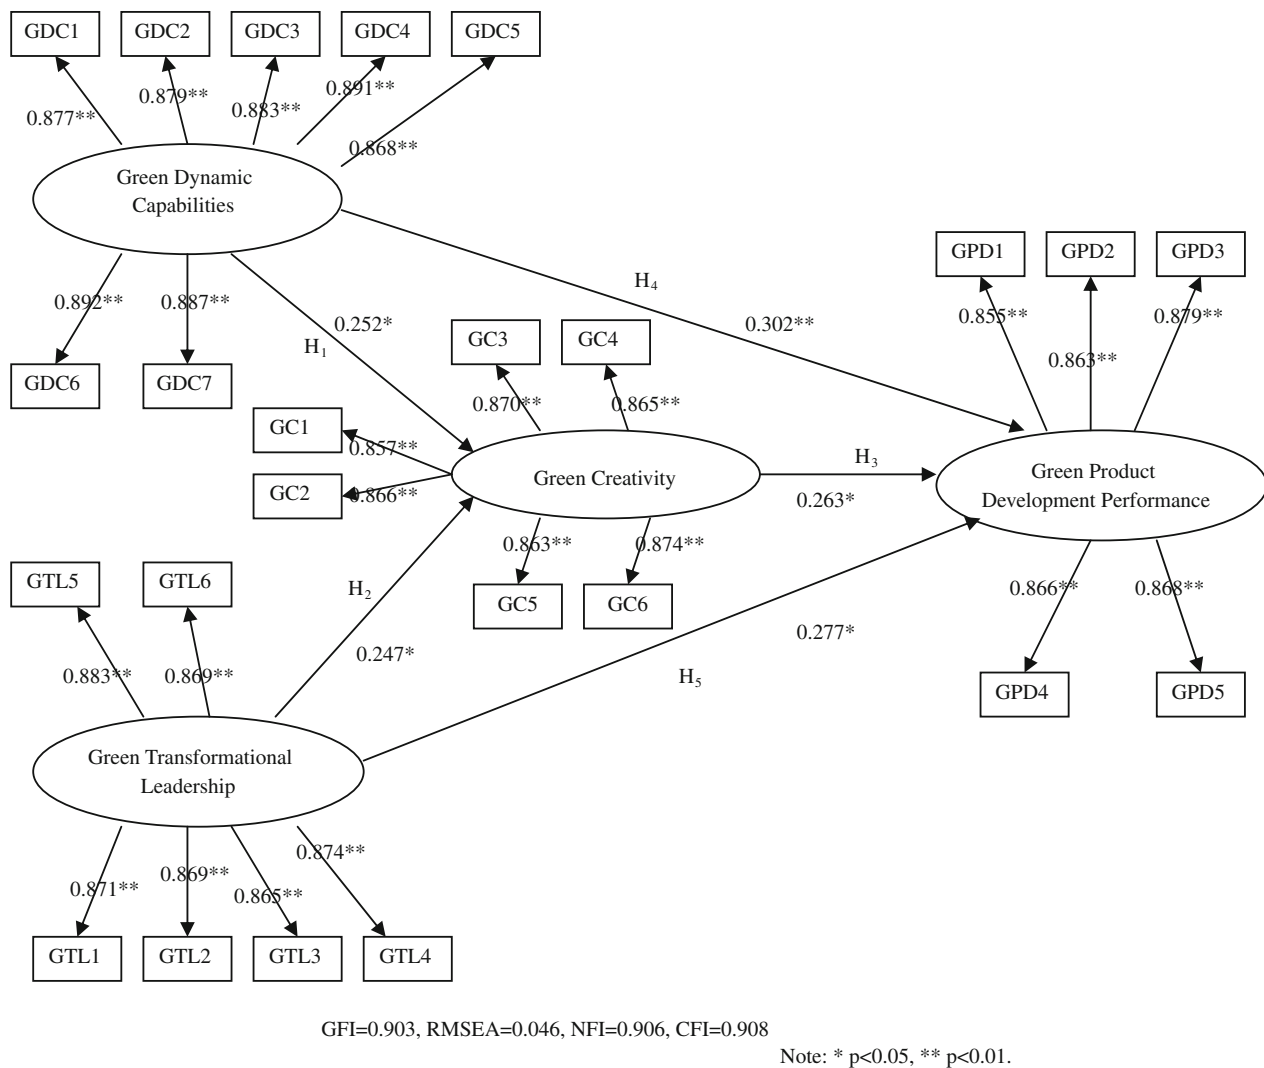 GDC1 GDC2 GDC3 GDC4 GDC5
0.877** 0.879** 0.883** 0.891** 0.868**
Green Dynamic
Capabilities
0.892** 0.887**
GDC6 GDC7
0.252*
H1
H4
0.302**
GPD1 GPD2 GPD3
0.855** 0.863** 0.879**
GC3 GC4
0.870** 0.865**
GC1
0.857**
GC2
0.866**
Green Creativity
H3
0.263*
Green Product
Development Performance
0.863** 0.874**
GC5 GC6
0.866** 0.868**
GPD4 GPD5
GTL5 GTL6
0.883** 0.869**
H2
0.247*
0.277*
H5
Green Transformational
Leadership
0.871** 0.869** 0.865** 0.874**
GTL1 GTL2 GTL3 GTL4
GFI=0.903, RMSEA=0.046, NFI=0.906, CFI=0.908
Note: * p<0.05, ** p<0.01.